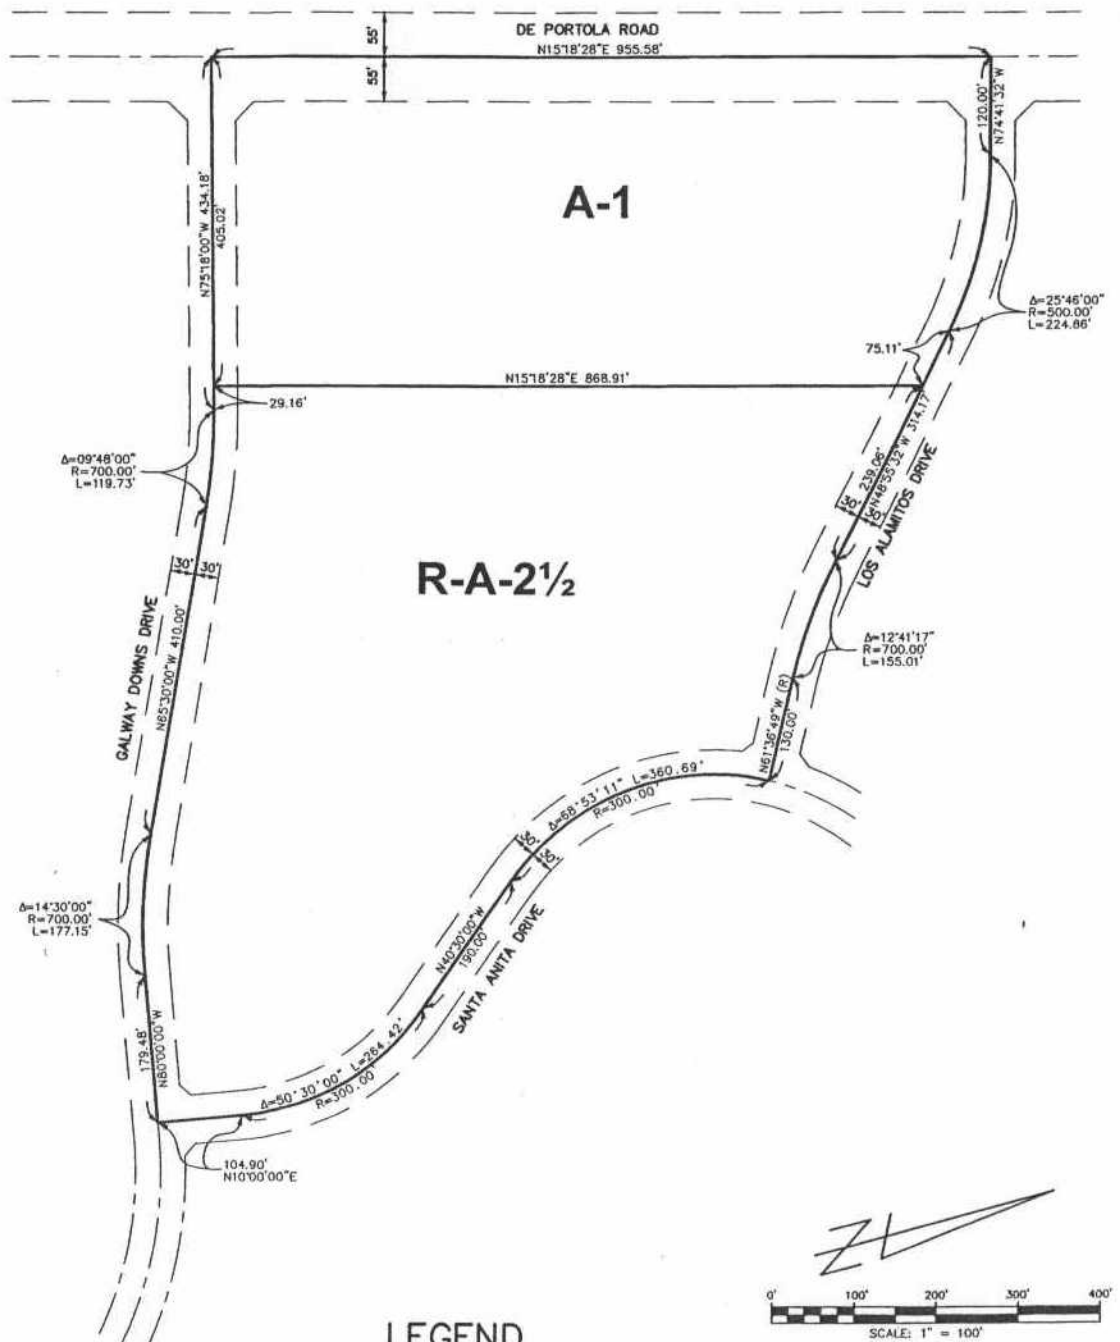 DE PORTOLA ROAD
N15°18'28"E 955.58'
55'
55'
120.00'
N74°41'32"W
A-1
N75°18'00"W 434.18'
405.02'
Δ=25°46'00"
R=500.00'
L=224.86'
75.11'
N15°18'28"E 868.91'
29.16'
N48°55'32"W 314.17'
239.06'
30'
30'
LOS ALAMITOS DRIVE
Δ=09°48'00"
R=700.00'
L=119.73'
30'
30'
R-A-2½
GALWAY DOWNS DRIVE
N65°30'00"W 410.00'
Δ=12°41'17"
R=700.00'
L=155.01'
N61°36'49"W (R)
130.00'
Δ=68°53'11" L=360.69'
R=300.00'
30'
30'
Δ=14°30'00"
R=700.00'
L=177.15'
N40°30'00"W
190.00'
SANTA ANITA DRIVE
179.48'
N80°00'00"W
Δ=50°30'00" L=264.42'
R=300.00'
104.90'
N10°00'00"E
0' 100' 200' 300' 400'
SCALE: 1" = 100'
LEGEND